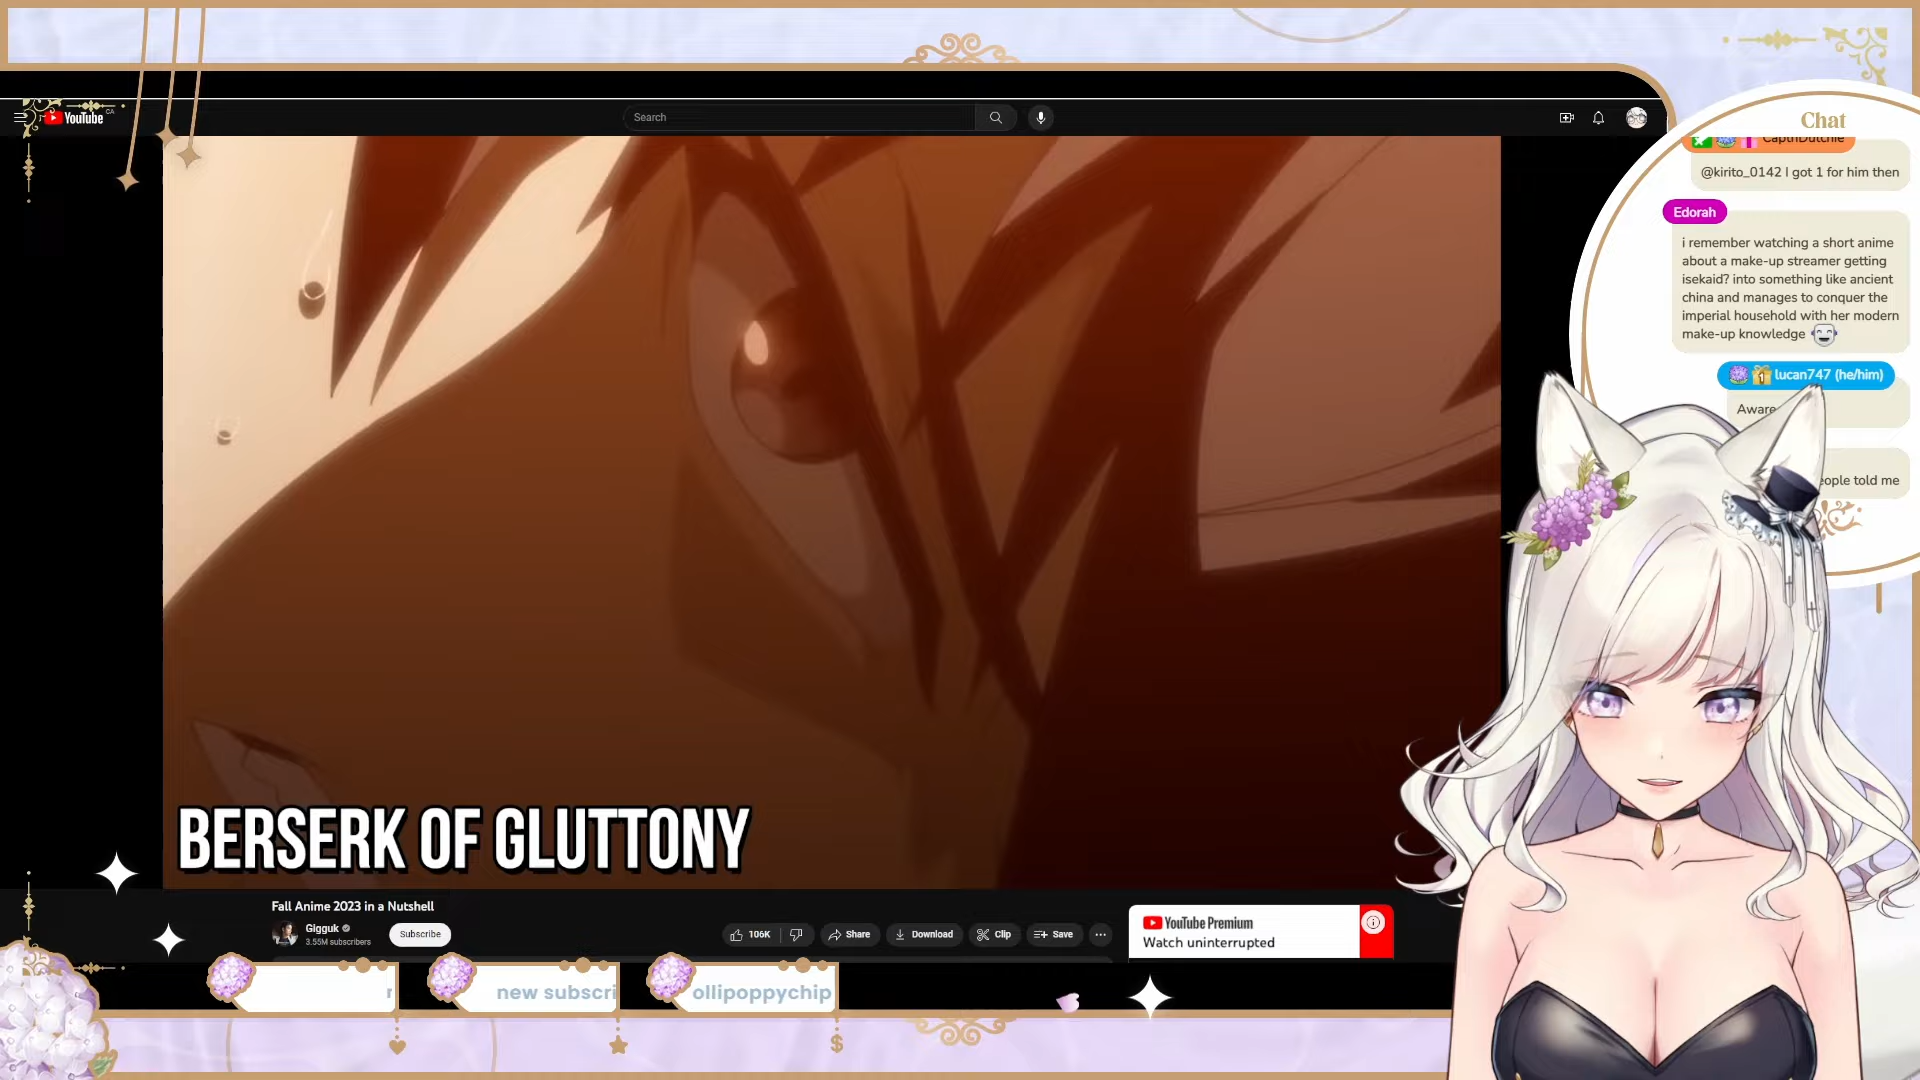 YouTube CA
Search
Chat
CapthDutchie
@kirito_0142 I got 1 for him then
Edorah
i remember watching a short anime
about a make-up streamer getting
isekaid? into something like ancient
china and manages to conquer the
imperial household with her modern
make-up knowledge
1 lucan747 (he/him)
Aware
eople told me
BERSERK OF GLUTTONY
Fall Anime 2023 in a Nutshell
Gigguk
3.55M subscribers
Subscribe
106K
Share
Download
Clip
Save
YouTube Premium
Watch uninterrupted
new subscri
ollipoppychip
$